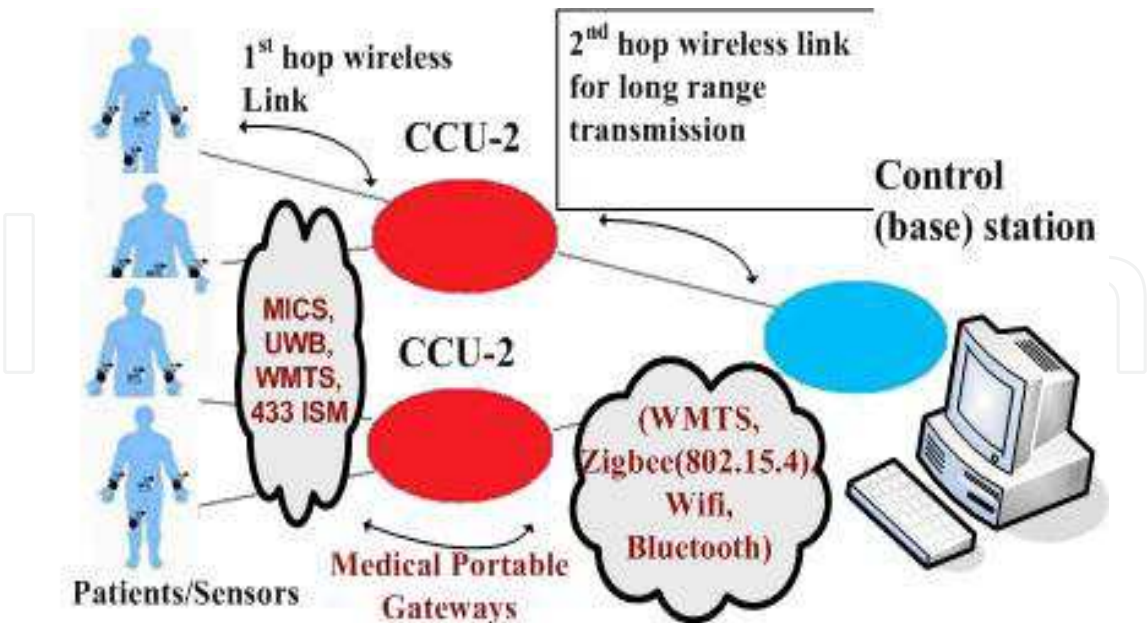 1st hop wireless
Link
2nd hop wireless link
for long range
transmission
CCU-2
Control
(base) station
MICS,
UWB,
WMTS,
433 ISM
CCU-2
(WMTS,
Zigbee(802.15.4),
Wifi,
Bluetooth)
Medical Portable
Gateways
Patients/Sensors